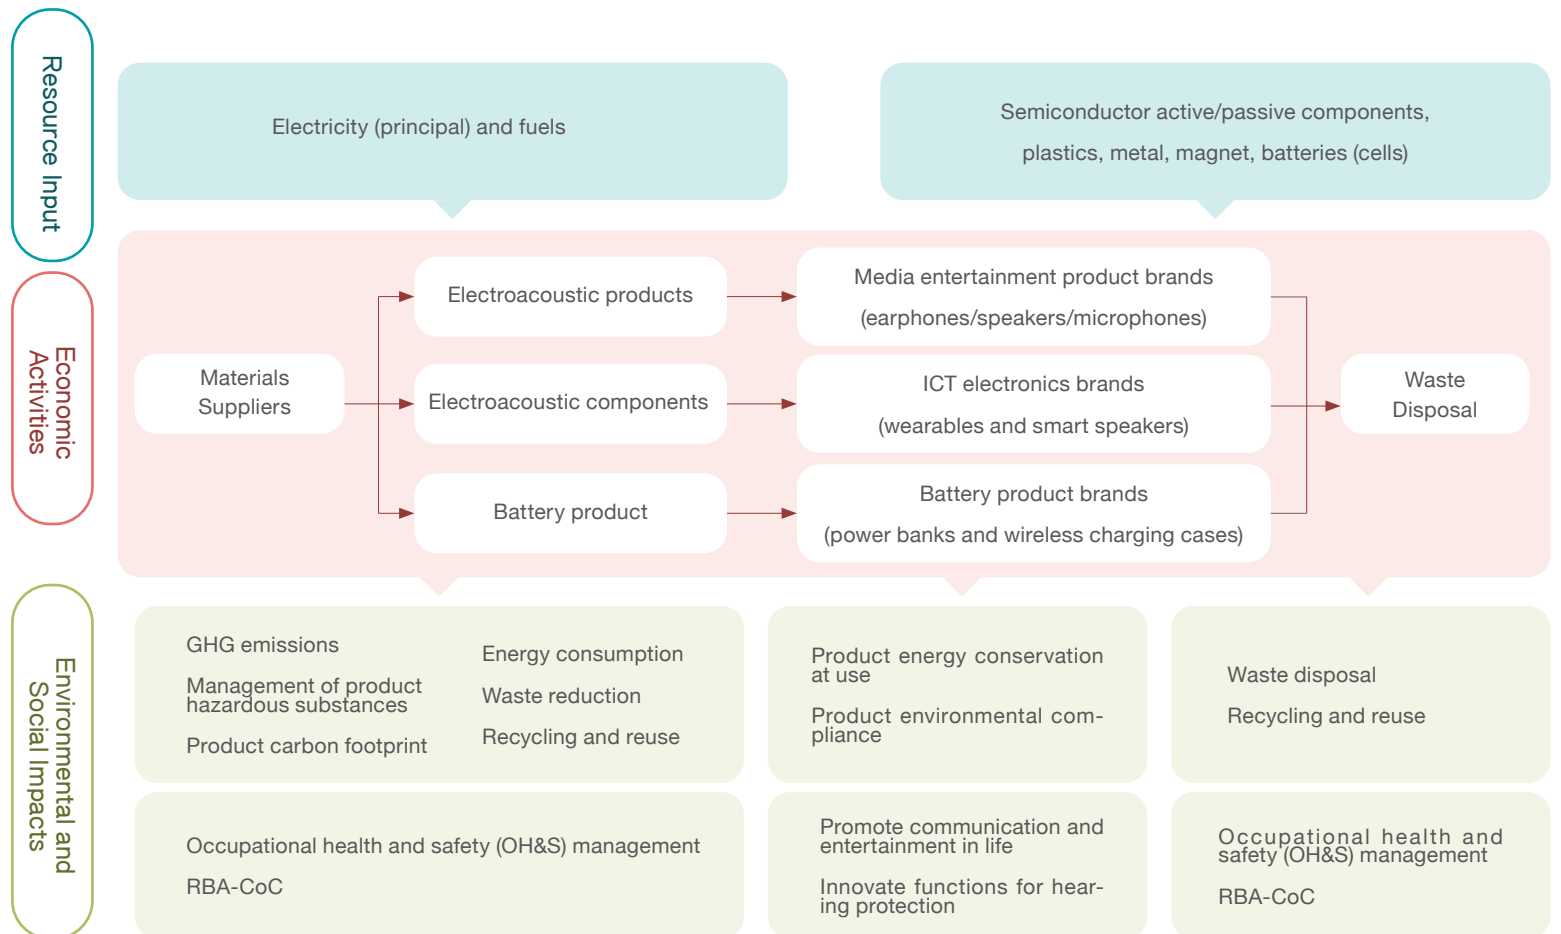 Resource Input
Electricity (principal) and fuels
Semiconductor active/passive components,
plastics, metal, magnet, batteries (cells)
Economic
Activities
Materials
Suppliers
Electroacoustic products
Electroacoustic components
Battery product
Media entertainment product brands
(earphones/speakers/microphones)
ICT electronics brands
(wearables and smart speakers)
Battery product brands
(power banks and wireless charging cases)
Waste
Disposal
Environmental and
Social Impacts
GHG emissions
Management of product
hazardous substances
Product carbon footprint
Energy consumption
Waste reduction
Recycling and reuse
Product energy conservation
at use
Product environmental com-
pliance
Waste disposal
Recycling and reuse
Occupational health and safety (OH&S) management
RBA-CoC
Promote communication and
entertainment in life
Innovate functions for hear-
ing protection
Occupational health and
safety (OH&S) management
RBA-CoC